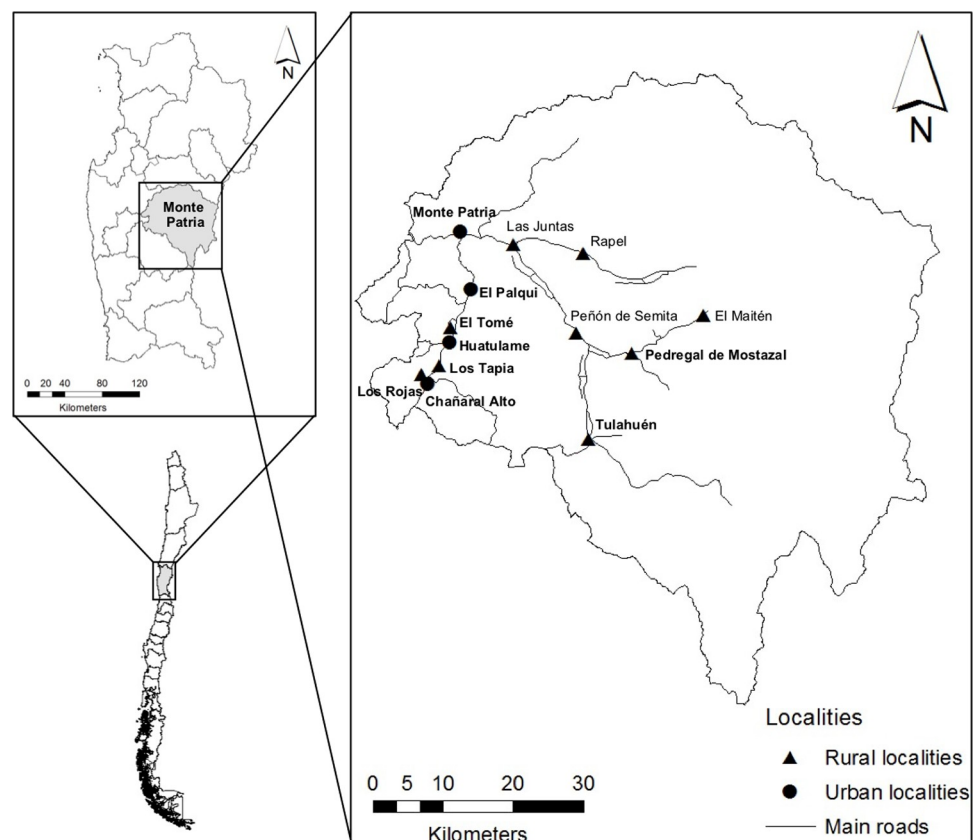 N
Monte
Patria
0 20 40 80 120
Kilometers
N
Monte Patria
Las Juntas
Rapel
El Palqui
Peñón de Semita
El Maitén
El Tomé
Huatulame
Pedregal de Mostazal
Los Tapia
Los Rojas
Chañaral Alto
Tulahuén
Localities
Rural localities
Urban localities
Main roads
0 5 10 20 30
Kilometers